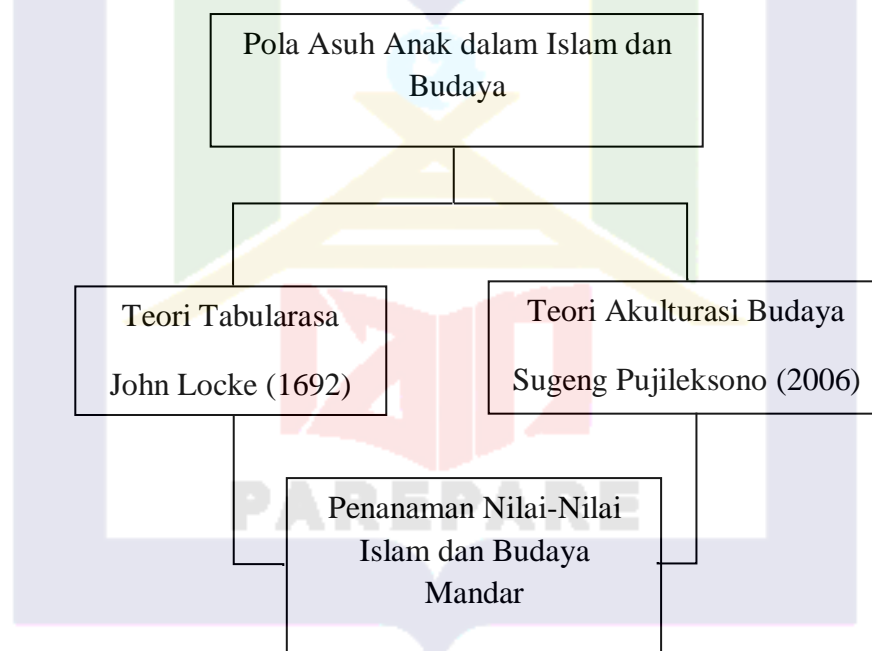 Pola Asuh Anak dalam Islam dan
Budaya
Teori Tabularasa
John Locke (1692)
Teori Akulturasi Budaya
Sugeng Pujileksono (2006)
PAREPARE
Penanaman Nilai-Nilai
Islam dan Budaya
Mandar